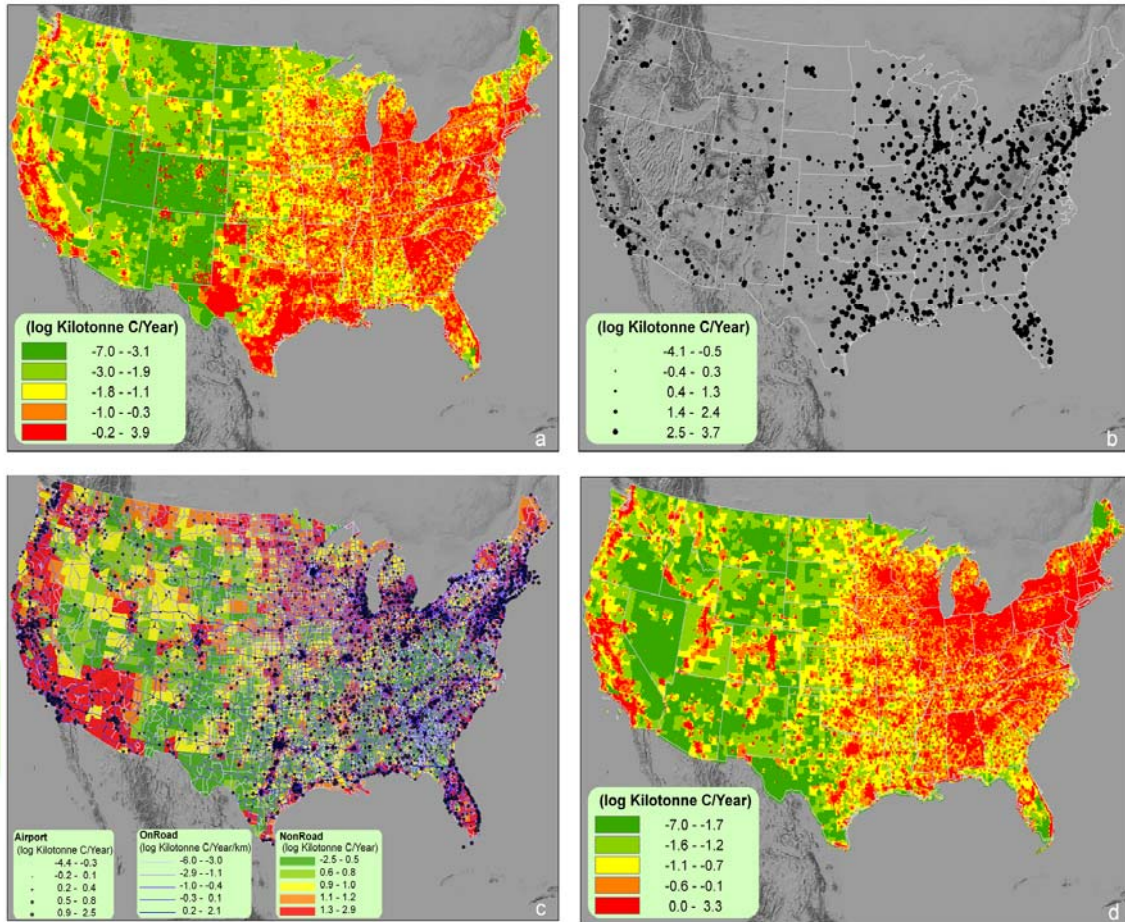 (log Kilotonne C/Year)
-7.0 - -3.1
-3.0 - -1.9
-1.8 - -1.1
-1.0 - -0.3
-0.2 - 3.9
a
(log Kilotonne C/Year)
-4.1 - -0.5
-0.4 - 0.3
0.4 - 1.3
1.4 - 2.4
2.5 - 3.7
b
Airport
(log Kilotonne C/Year)
-4.4 - -0.3
-0.2 - 0.1
0.2 - 0.4
0.5 - 0.8
0.9 - 2.5
OnRoad
(log Kilotonne C/Year/km)
-6.0 - -3.0
-2.9 - -1.1
-1.0 - -0.4
-0.3 - 0.1
0.2 - 2.1
NonRoad
(log Kilotonne C/Year)
-2.5 - 0.5
0.6 - 0.8
0.9 - 1.0
1.1 - 1.2
1.3 - 2.9
c
(log Kilotonne C/Year)
-7.0 - -1.7
-1.6 - -1.2
-1.1 - -0.7
-0.6 - -0.1
0.0 - 3.3
d